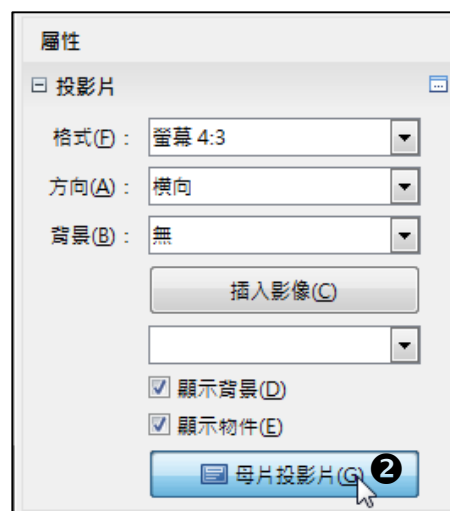 屬性
投影片
格式(F)： 螢幕 4:3
方向(A)： 橫向
背景(B)： 無
插入影像(C)
顯示背景(D)
顯示物件(E)
母片投影片(G) ❷